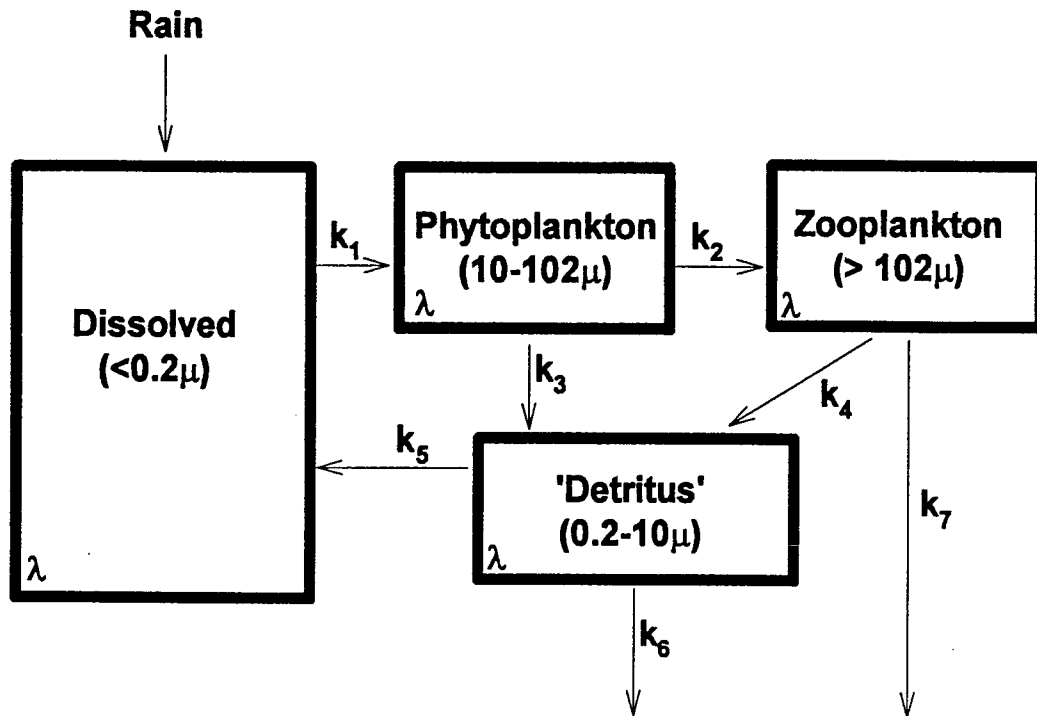 Rain
Dissolved
(<0.2μ)
λ
k₁
Phytoplankton
(10-102μ)
λ
k₂
Zooplankton
(> 102μ)
λ
k₃
k₄
k₅
'Detritus'
(0.2-10μ)
λ
k₆
k₇